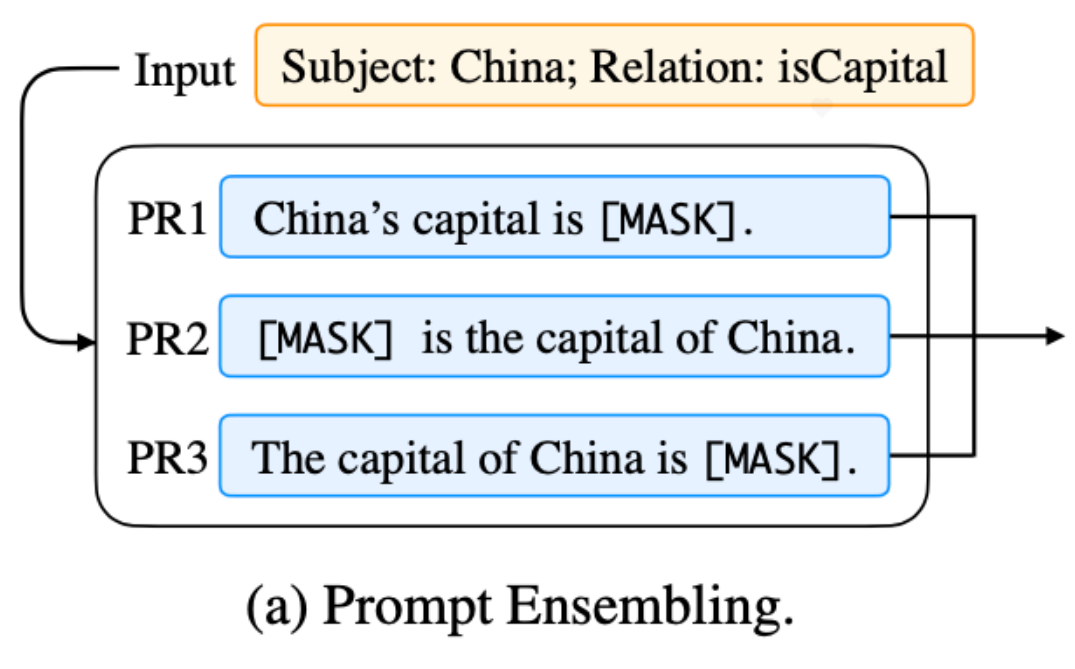 Input Subject: China; Relation: isCapital
PR1 China’s capital is [MASK].
PR2 [MASK] is the capital of China.
PR3 The capital of China is [MASK].
(a) Prompt Ensembling.